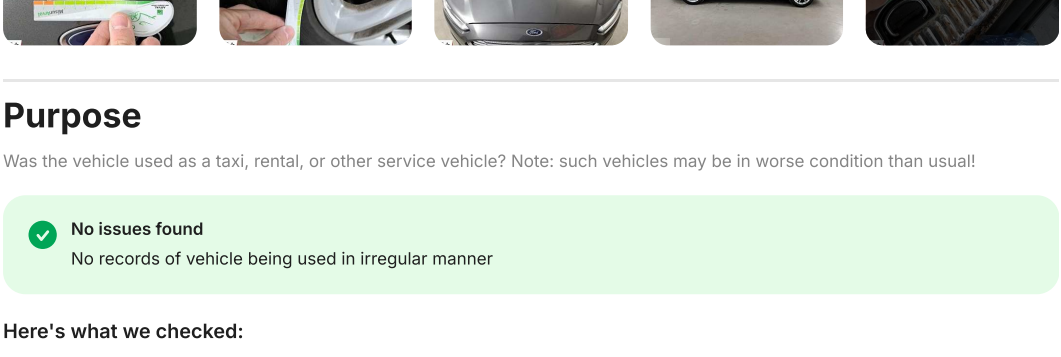 Purpose
Was the vehicle used as a taxi, rental, or other service vehicle? Note: such vehicles may be in worse condition than usual!
No issues found
No records of vehicle being used in irregular manner
Here's what we checked: